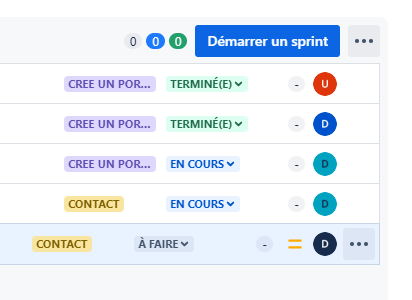 0 0 0 Démarrer un sprint
CREE UN POR... TERMINÉ(E) - U
CREE UN POR... TERMINÉ(E) - D
CREE UN POR... EN COURS - D
CONTACT EN COURS - D
CONTACT À FAIRE - D